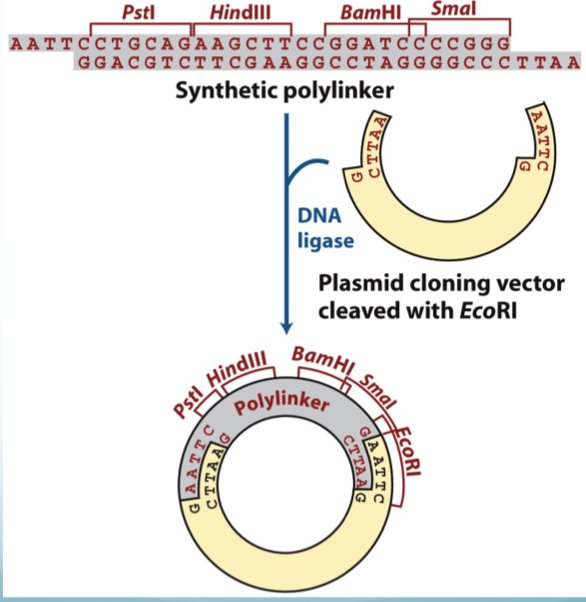 PstI HindIII BamHI SmaI
AATTCCTGCAGAAGCTTCCGGATCCCCGGG
GGACGTCTTCGAAGGCCTAGGGGCCCTTAA
Synthetic polylinker
G CTTAA
AATTC
G
DNA
ligase
Plasmid cloning vector
cleaved with EcoRI
PstI HindIII BamHI SmaI EcoRI
Polylinker
GAATTC
CTTAAG
GAATTC
CTTAAG